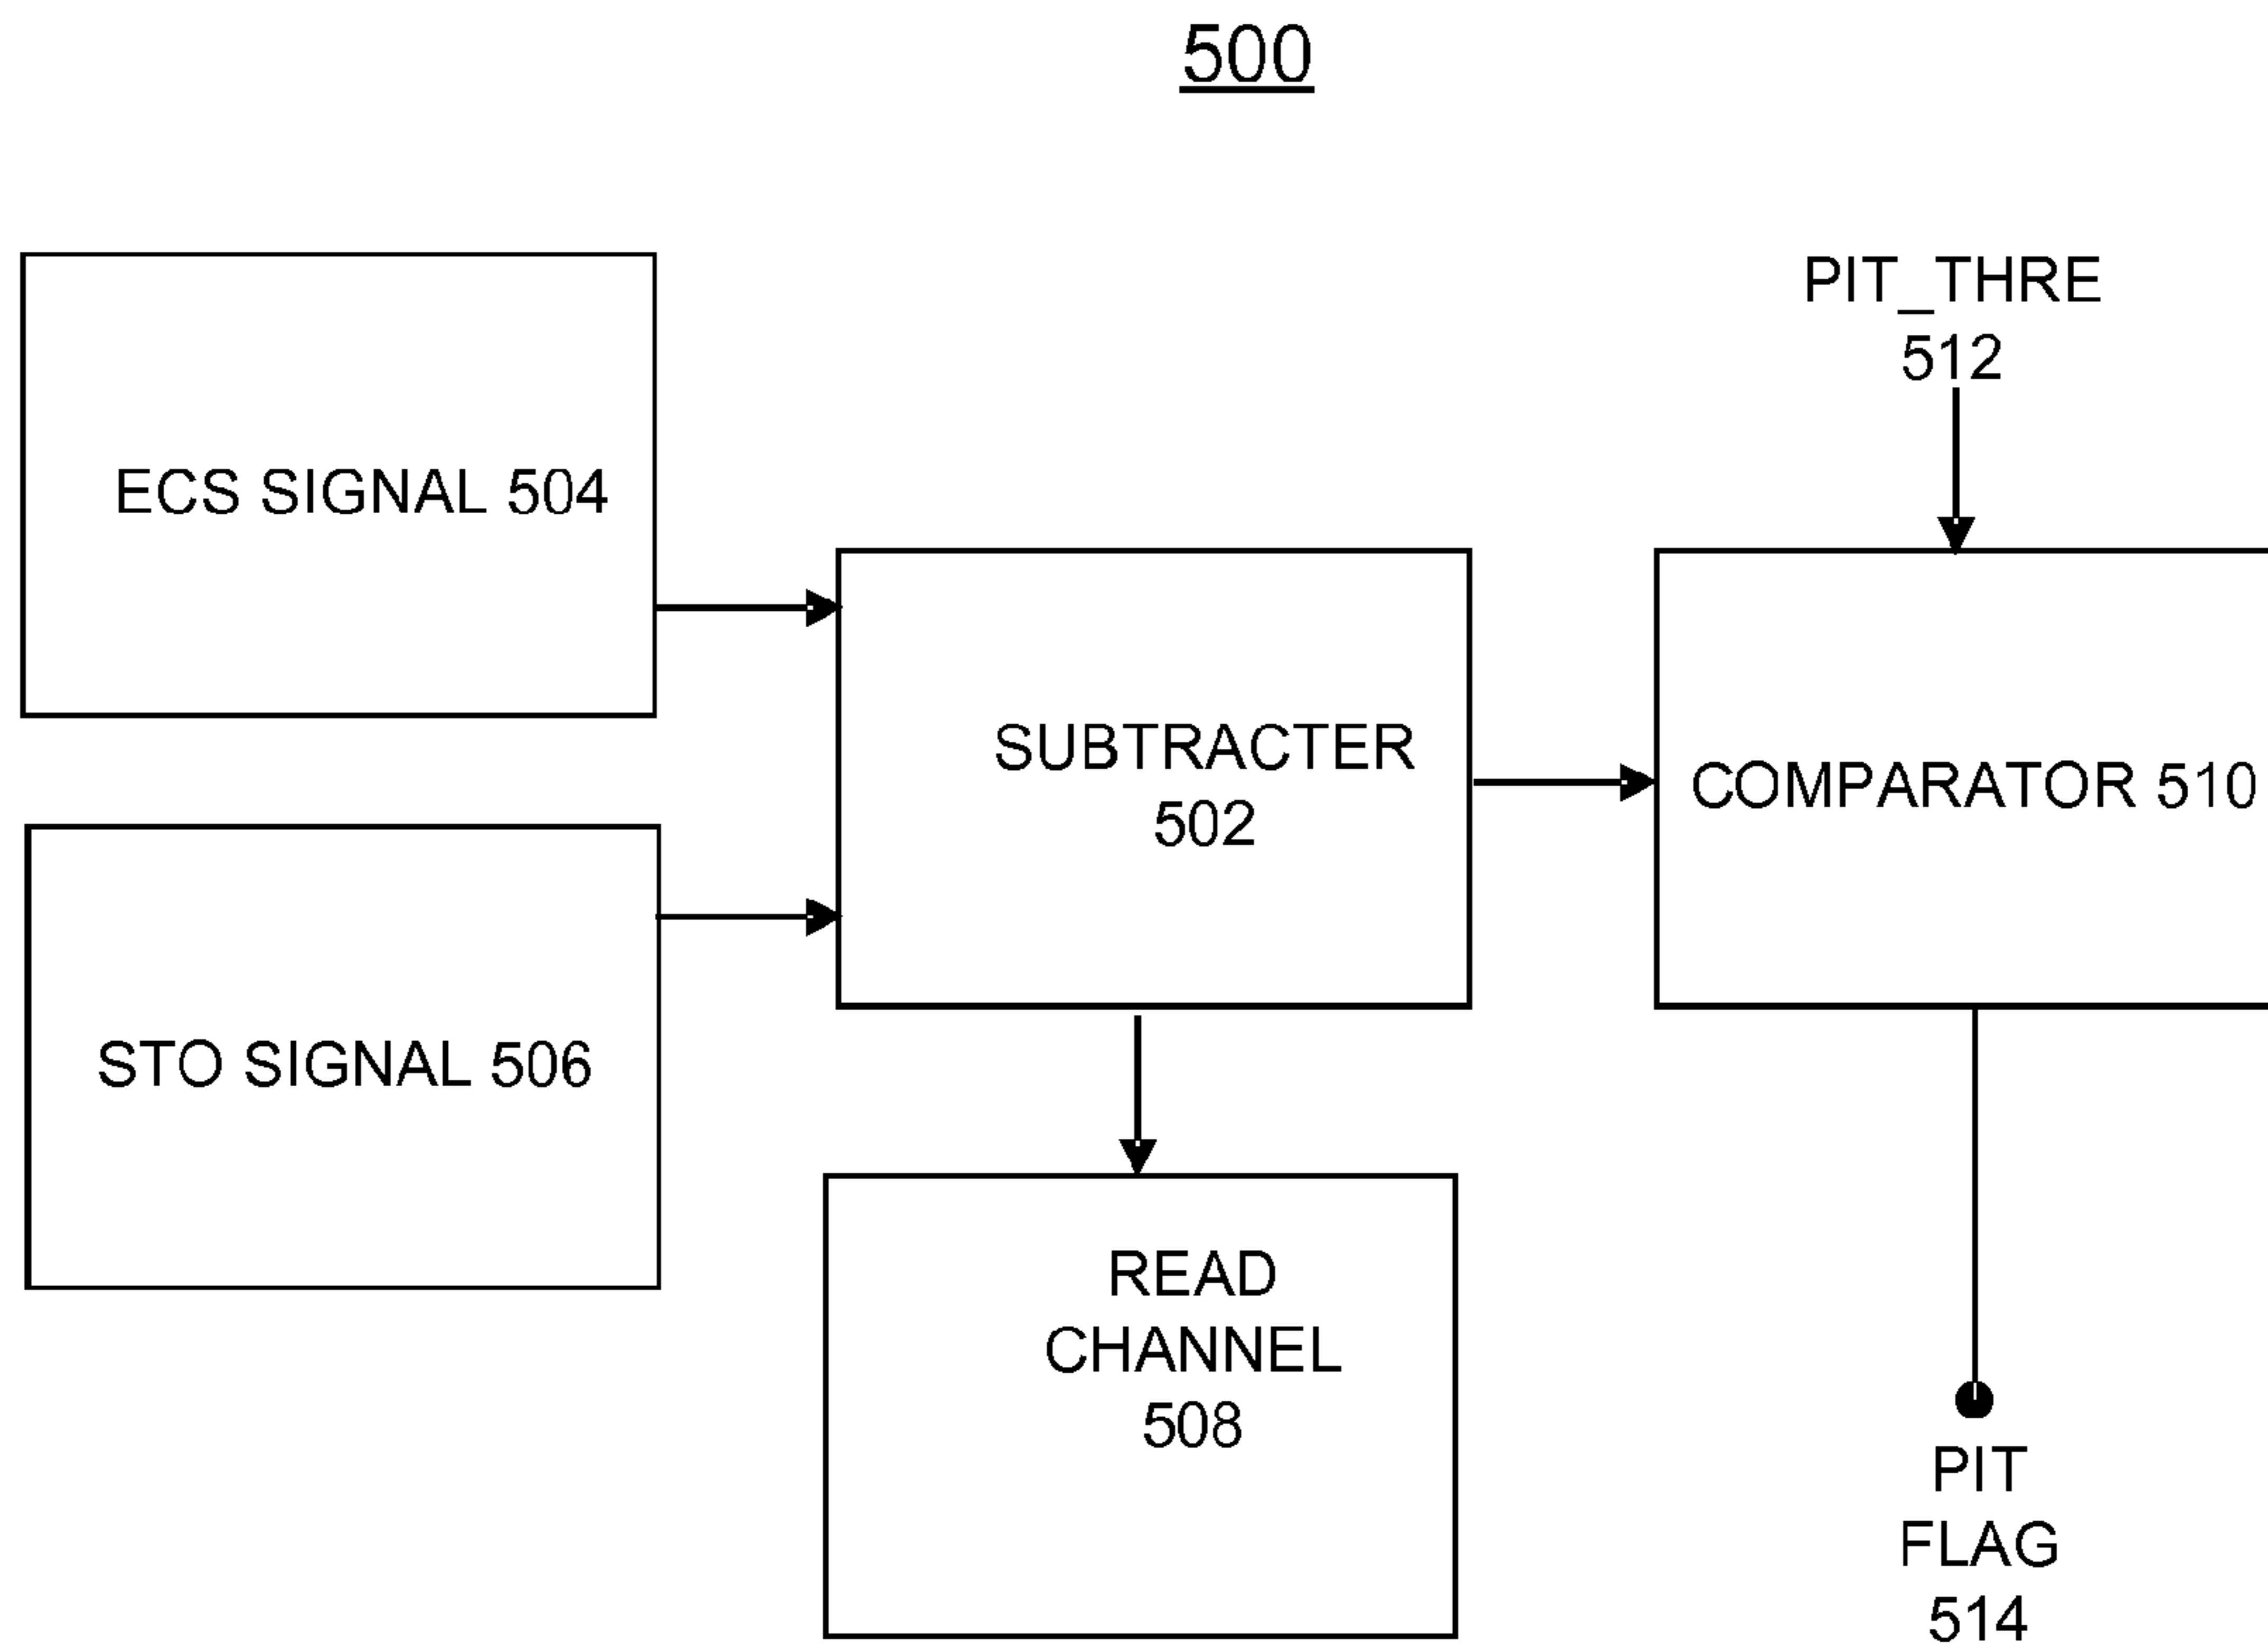 500
PIT_THRE
512
ECS SIGNAL 504
SUBTRACTER
502
COMPARATOR 510
STO SIGNAL 506
READ
CHANNEL
508
PIT
FLAG
514